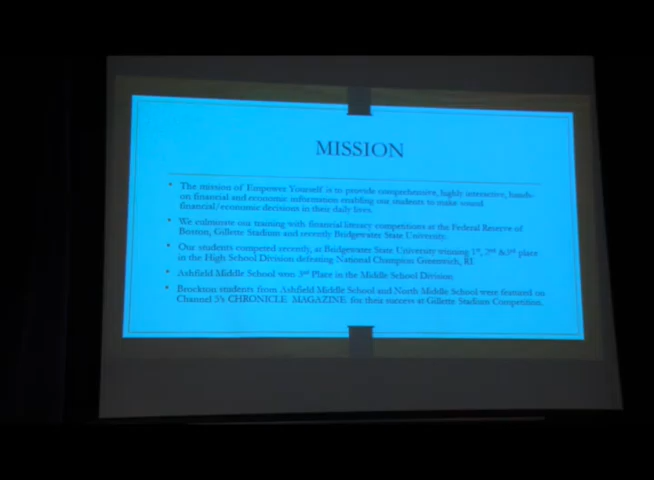 MISSION
• The mission of Empower Yourself is to provide comprehensive, highly interactive, hands-
on financial and economic information enabling our students to make sound
financial/economic decisions in their daily lives.
• We culminate our training with financial literacy competitions at the Federal Reserve of
Boston, Gillette Stadium and recently Bridgewater State University.
• Our students competed recently, at Bridgewater State University winning 1st, 2nd &3rd place
in the High School Division defeating National Champion Greenwich, RI
• Ashfield Middle School won 3rd Place in the Middle School Division
• Brockton students from Ashfield Middle School and North Middle School were featured on
Channel 5's CHRONICLE MAGAZINE for their success at Gillette Stadium Competition.